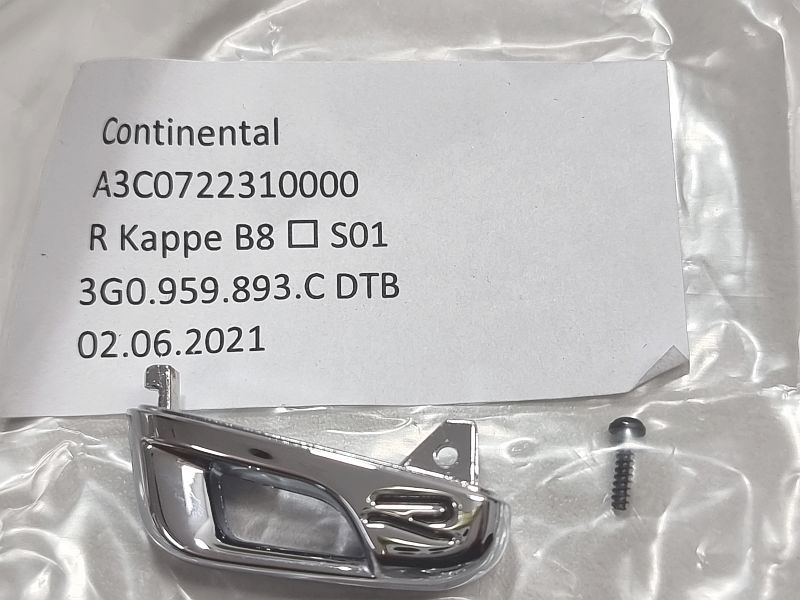 Continental
A3C0722310000
R Kappe B8 □ S01
3G0.959.893.C DTB
02.06.2021
R